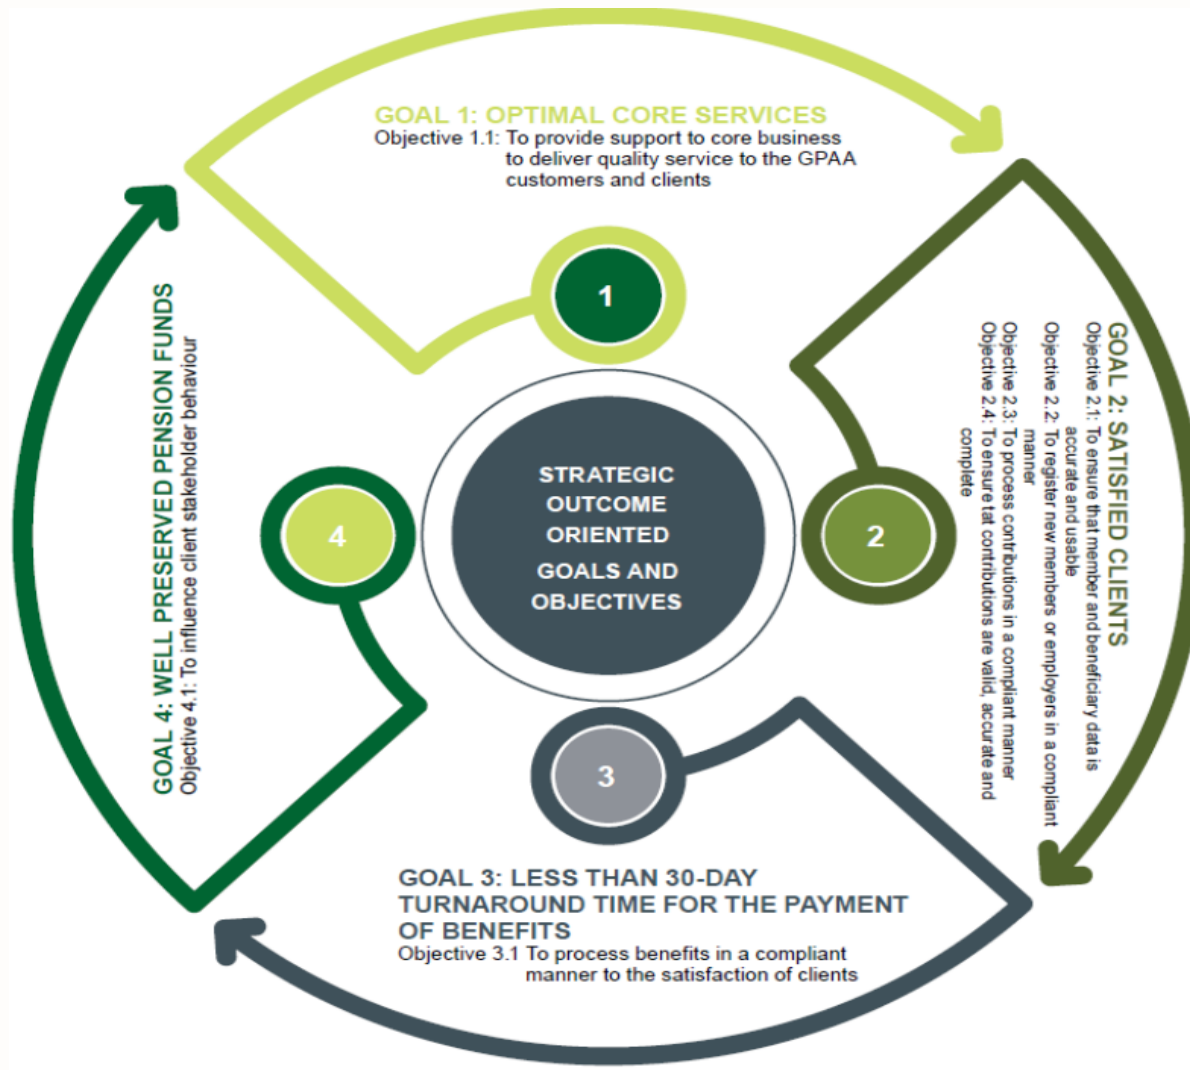 GOAL 1: OPTIMAL CORE SERVICES
Objective 1.1: To provide support to core business
to deliver quality service to the GPAA
customers and clients
1
GOAL 2: SATISFIED CLIENTS
Objective 2.1: To ensure that member and beneficiary data is
accurate and usable
Objective 2.2: To register new members or employers in a compliant
manner
Objective 2.3: To process contributions in a compliant manner
Objective 2.4: To ensure tat contributions are valid, accurate and
complete
2
STRATEGIC
OUTCOME
ORIENTED
GOALS AND
OBJECTIVES
3
GOAL 3: LESS THAN 30-DAY
TURNAROUND TIME FOR THE PAYMENT
OF BENEFITS
Objective 3.1 To process benefits in a compliant
manner to the satisfaction of clients
4
GOAL 4: WELL PRESERVED PENSION FUNDS
Objective 4.1: To influence client stakeholder behaviour